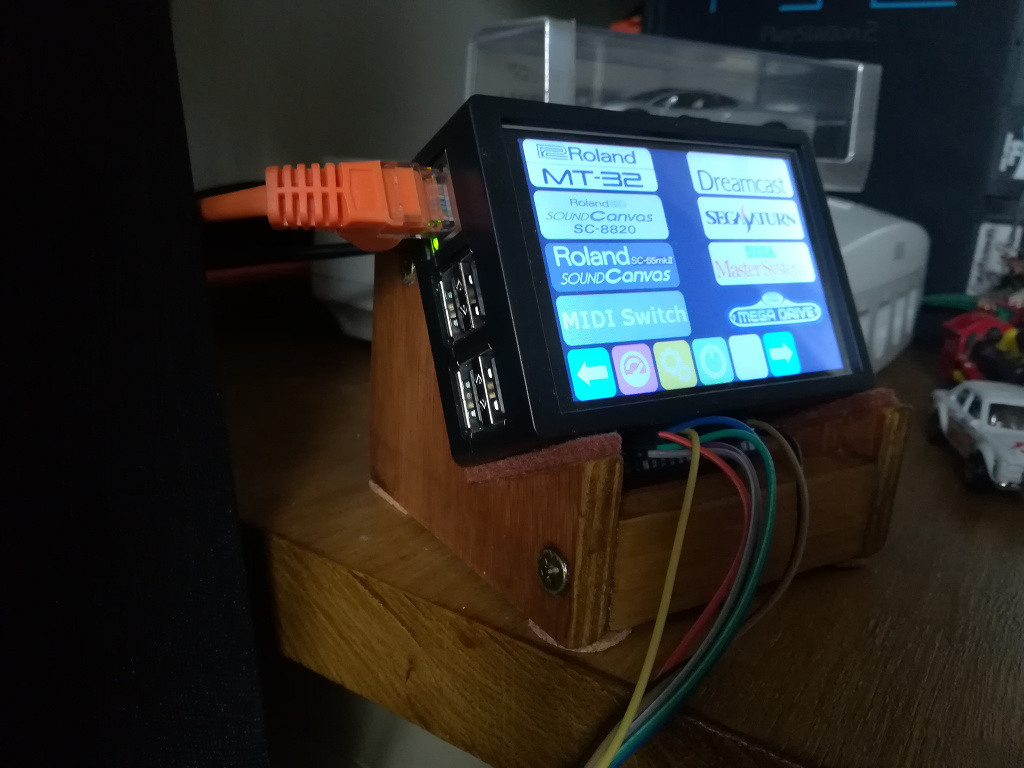 PlayStation 2
Roland
MT-32
Roland
SOUND Canvas
SC-8820
Roland SC-55mkII
SOUND Canvas
MIDI Switch
Dreamcast
SEGA SATURN
SEGA
Master System
MEGA DRIVE